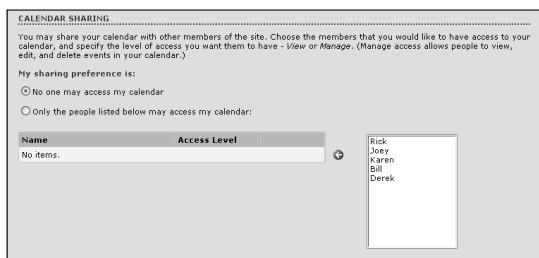 CALENDAR SHARING
You may share your calendar with other members of the site. Choose the members that you would like to have access to your
calendar, and specify the level of access you want them to have - View or Manage. (Manage access allows people to view,
edit, and delete events in your calendar.)
My sharing preference is:
No one may access my calendar
Only the people listed below may access my calendar:
Name Access Level
No items.
Rick
Joey
Karen
Bill
Derek